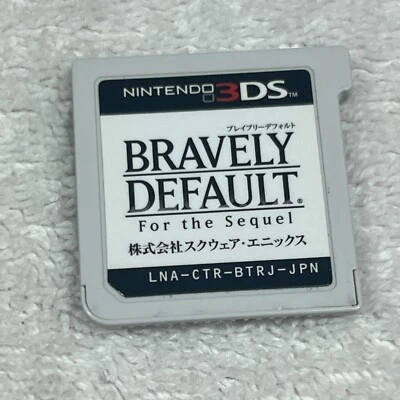 NINTENDO 3DS™
ブレイブリーデフォルト
BRAVELY
DEFAULT®
For the Sequel
株式会社スクウェア・エニックス
LNA-CTR-BTRJ-JPN